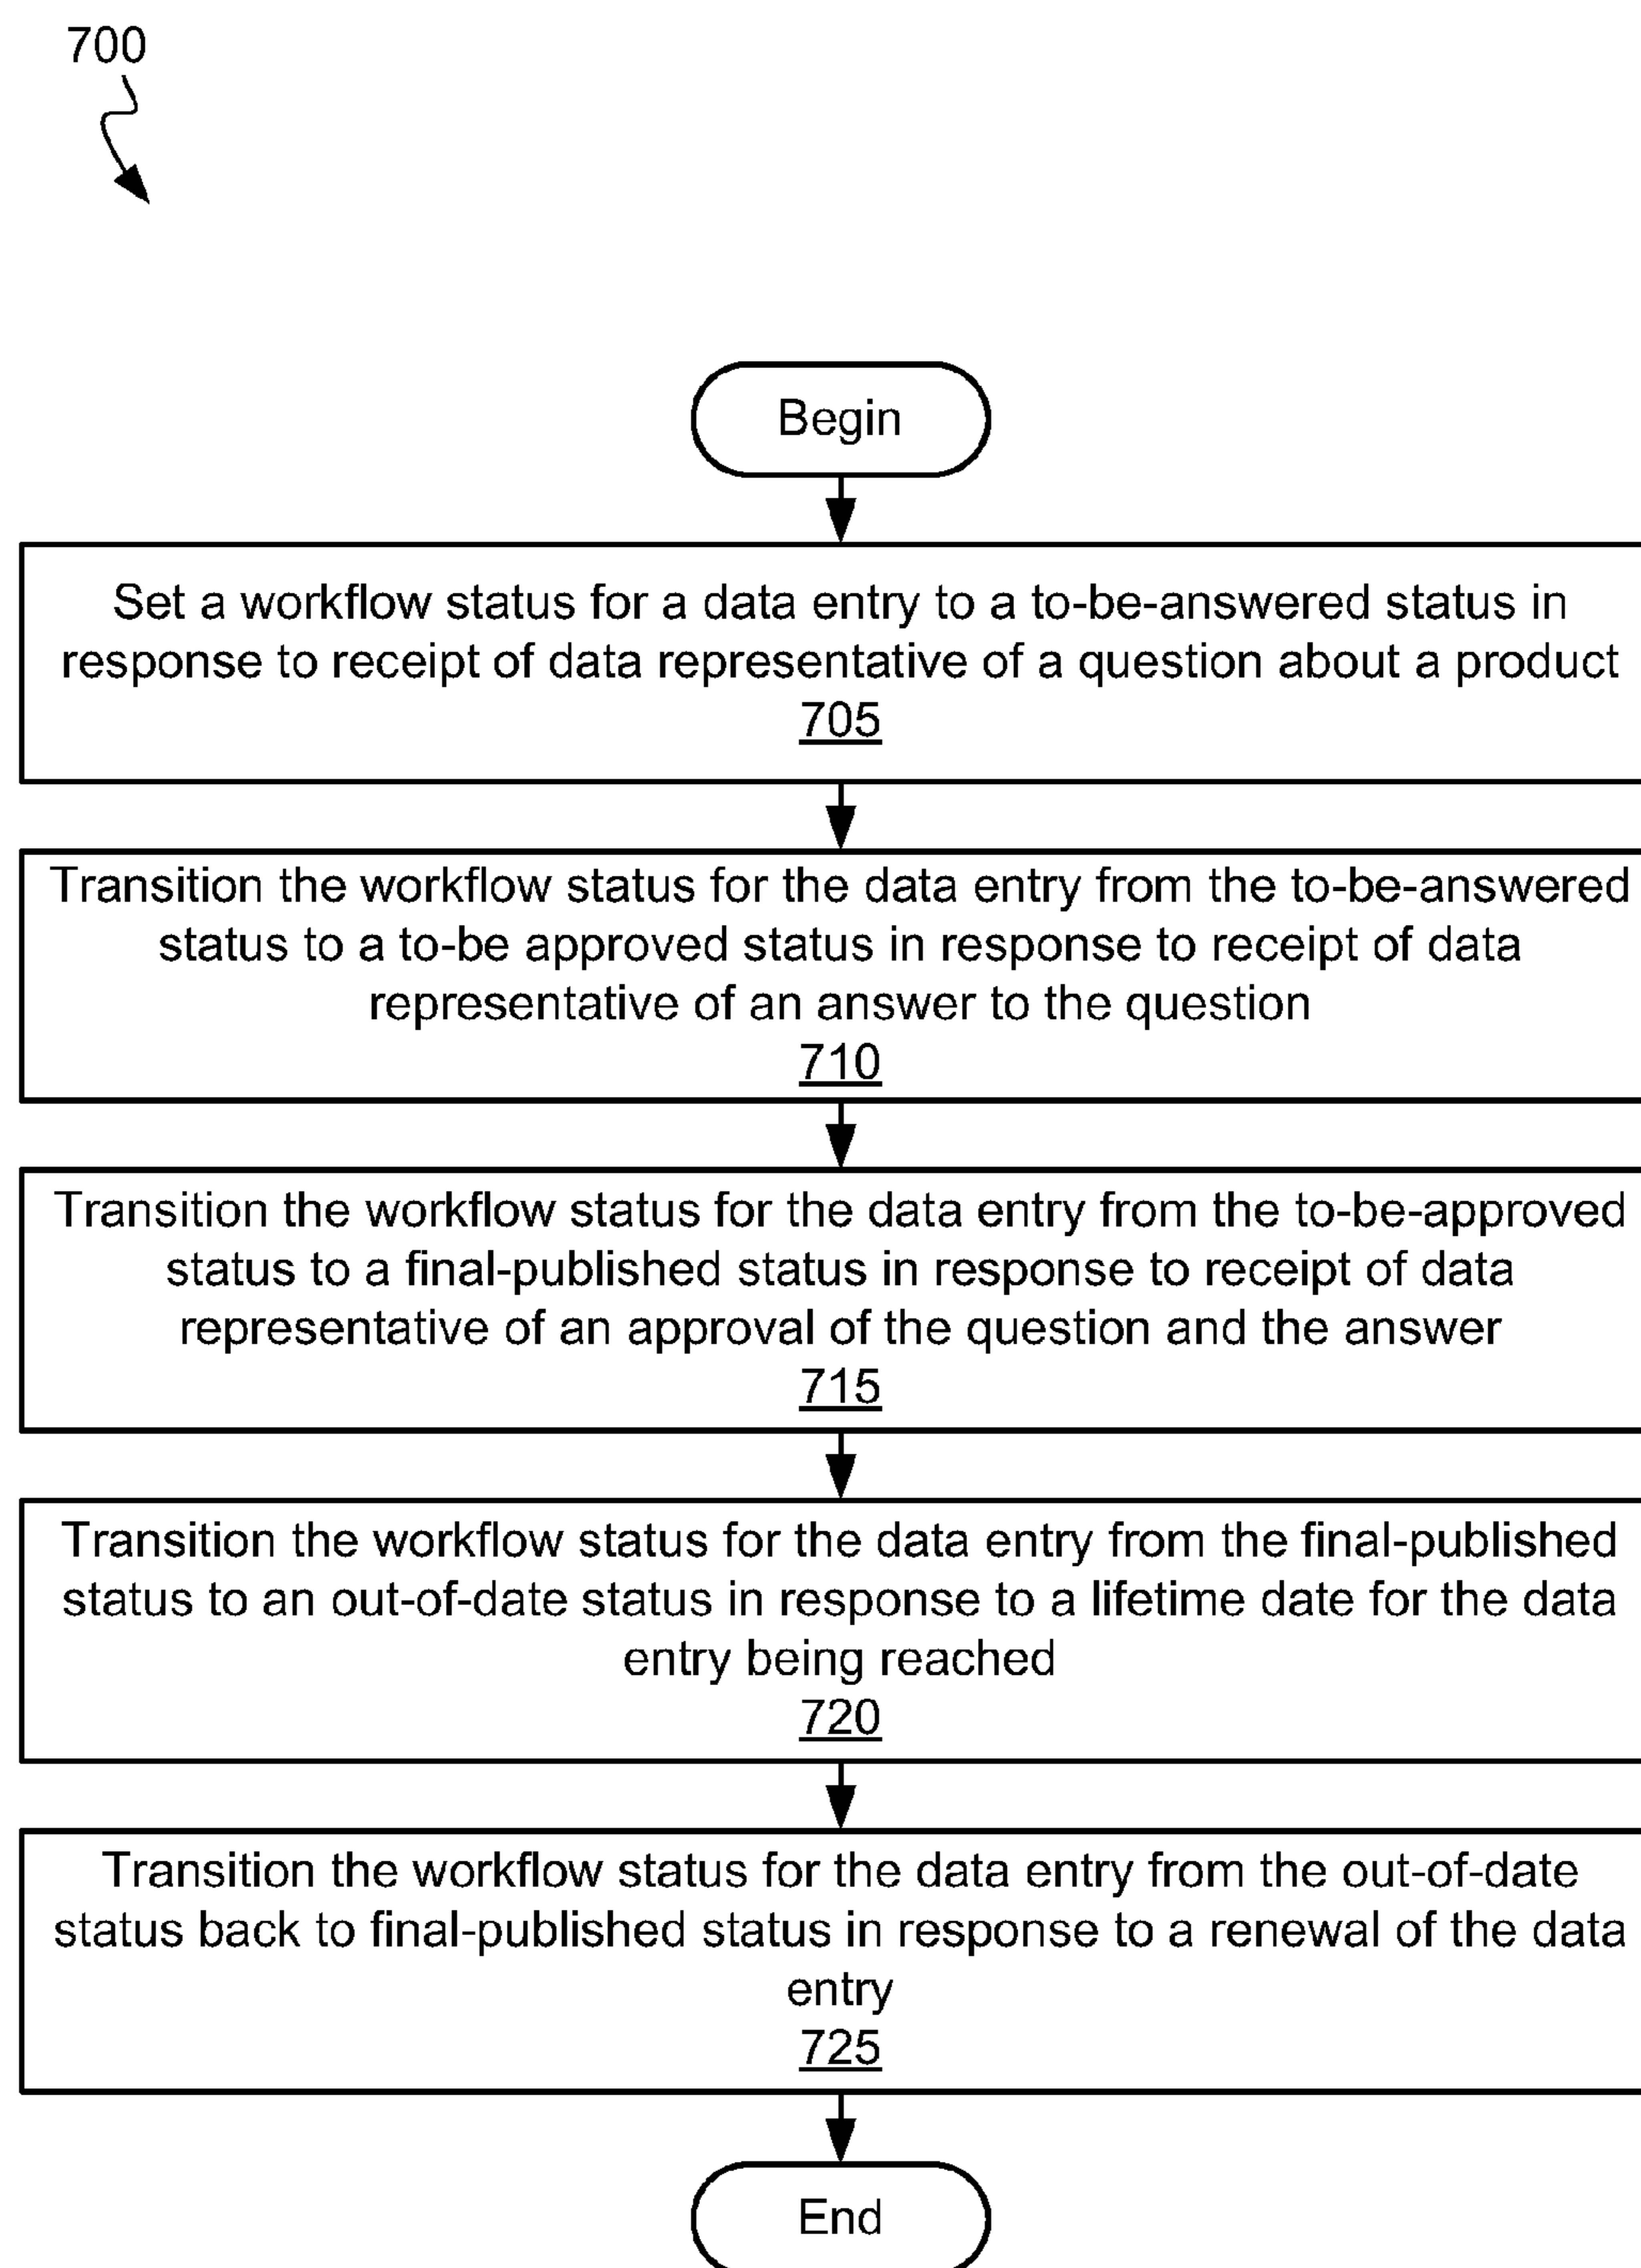 700
Begin
Set a workflow status for a data entry to a to-be-answered status in
response to receipt of data representative of a question about a product
705
Transition the workflow status for the data entry from the to-be-answered
status to a to-be approved status in response to receipt of data
representative of an answer to the question
710
Transition the workflow status for the data entry from the to-be-approved
status to a final-published status in response to receipt of data
representative of an approval of the question and the answer
715
Transition the workflow status for the data entry from the final-published
status to an out-of-date status in response to a lifetime date for the data
entry being reached
720
Transition the workflow status for the data entry from the out-of-date
status back to final-published status in response to a renewal of the data
entry
725
End